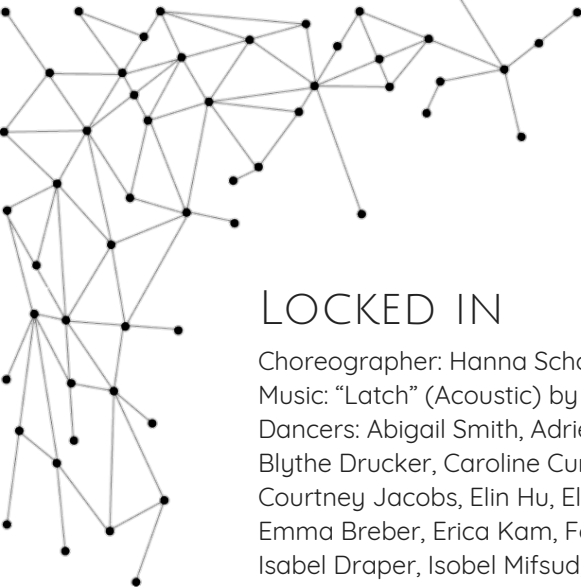 Locked in
Choreographer: Hanna
Music: “Latch” (Acoustic) by
Dancers: Abigail Smith,
Blythe Drucker, Caroline
Courtney Jacobs, Elin Hu,
Emma Breber, Erica Kam,
Isabel Draper, Isobel Mifsud